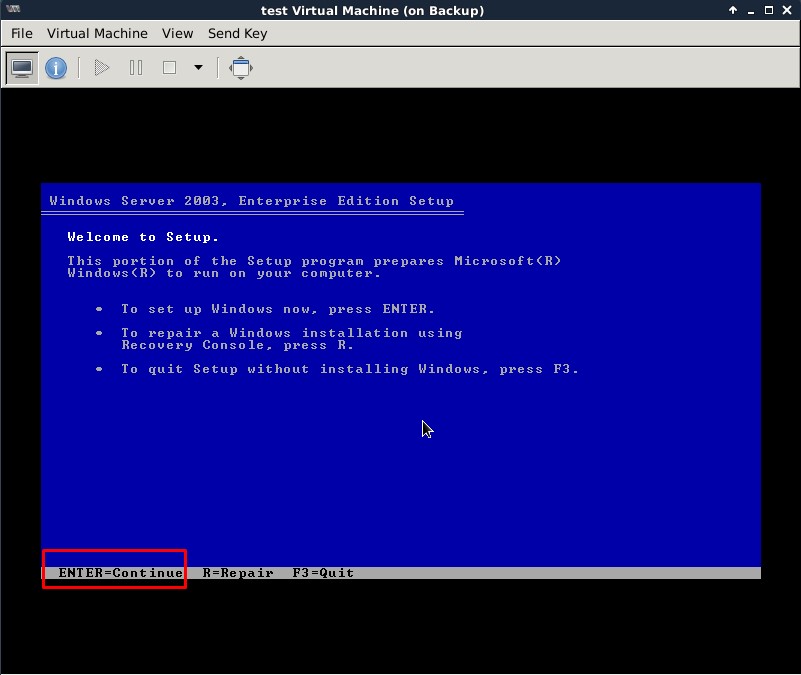 test Virtual Machine (on Backup)
File Virtual Machine View Send Key
Windows Server 2003, Enterprise Edition Setup
Welcome to Setup.
This portion of the Setup program prepares Microsoft(R)
Windows(R) to run on your computer.
• To set up Windows now, press ENTER.
• To repair a Windows installation using
Recovery Console, press R.
• To quit Setup without installing Windows, press F3.
ENTER=Continue R=Repair F3=Quit